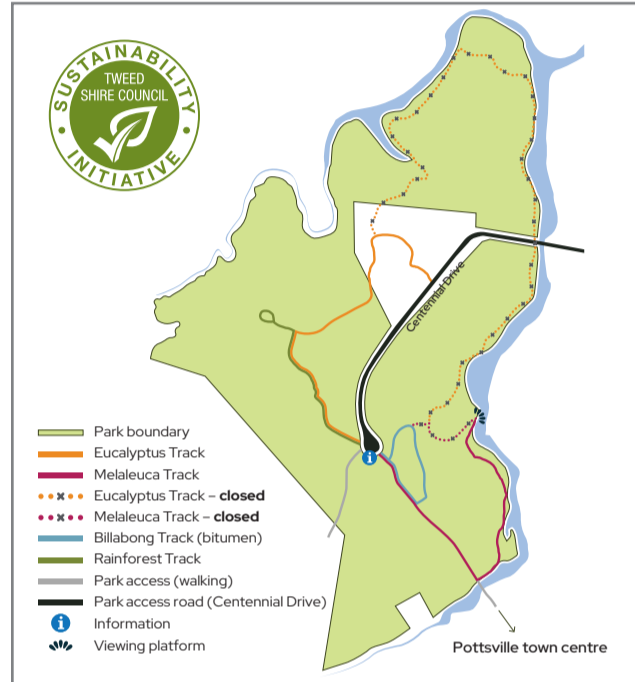 SUSTAINABILITY
TWEED
SHIRE COUNCIL
INITIATIVE
Centennial Drive
Park boundary
Eucalyptus Track
Melaleuca Track
Eucalyptus Track – closed
Melaleuca Track – closed
Billabong Track (bitumen)
Rainforest Track
Park access (walking)
Park access road (Centennial Drive)
i Information
Viewing platform
Pottsville town centre